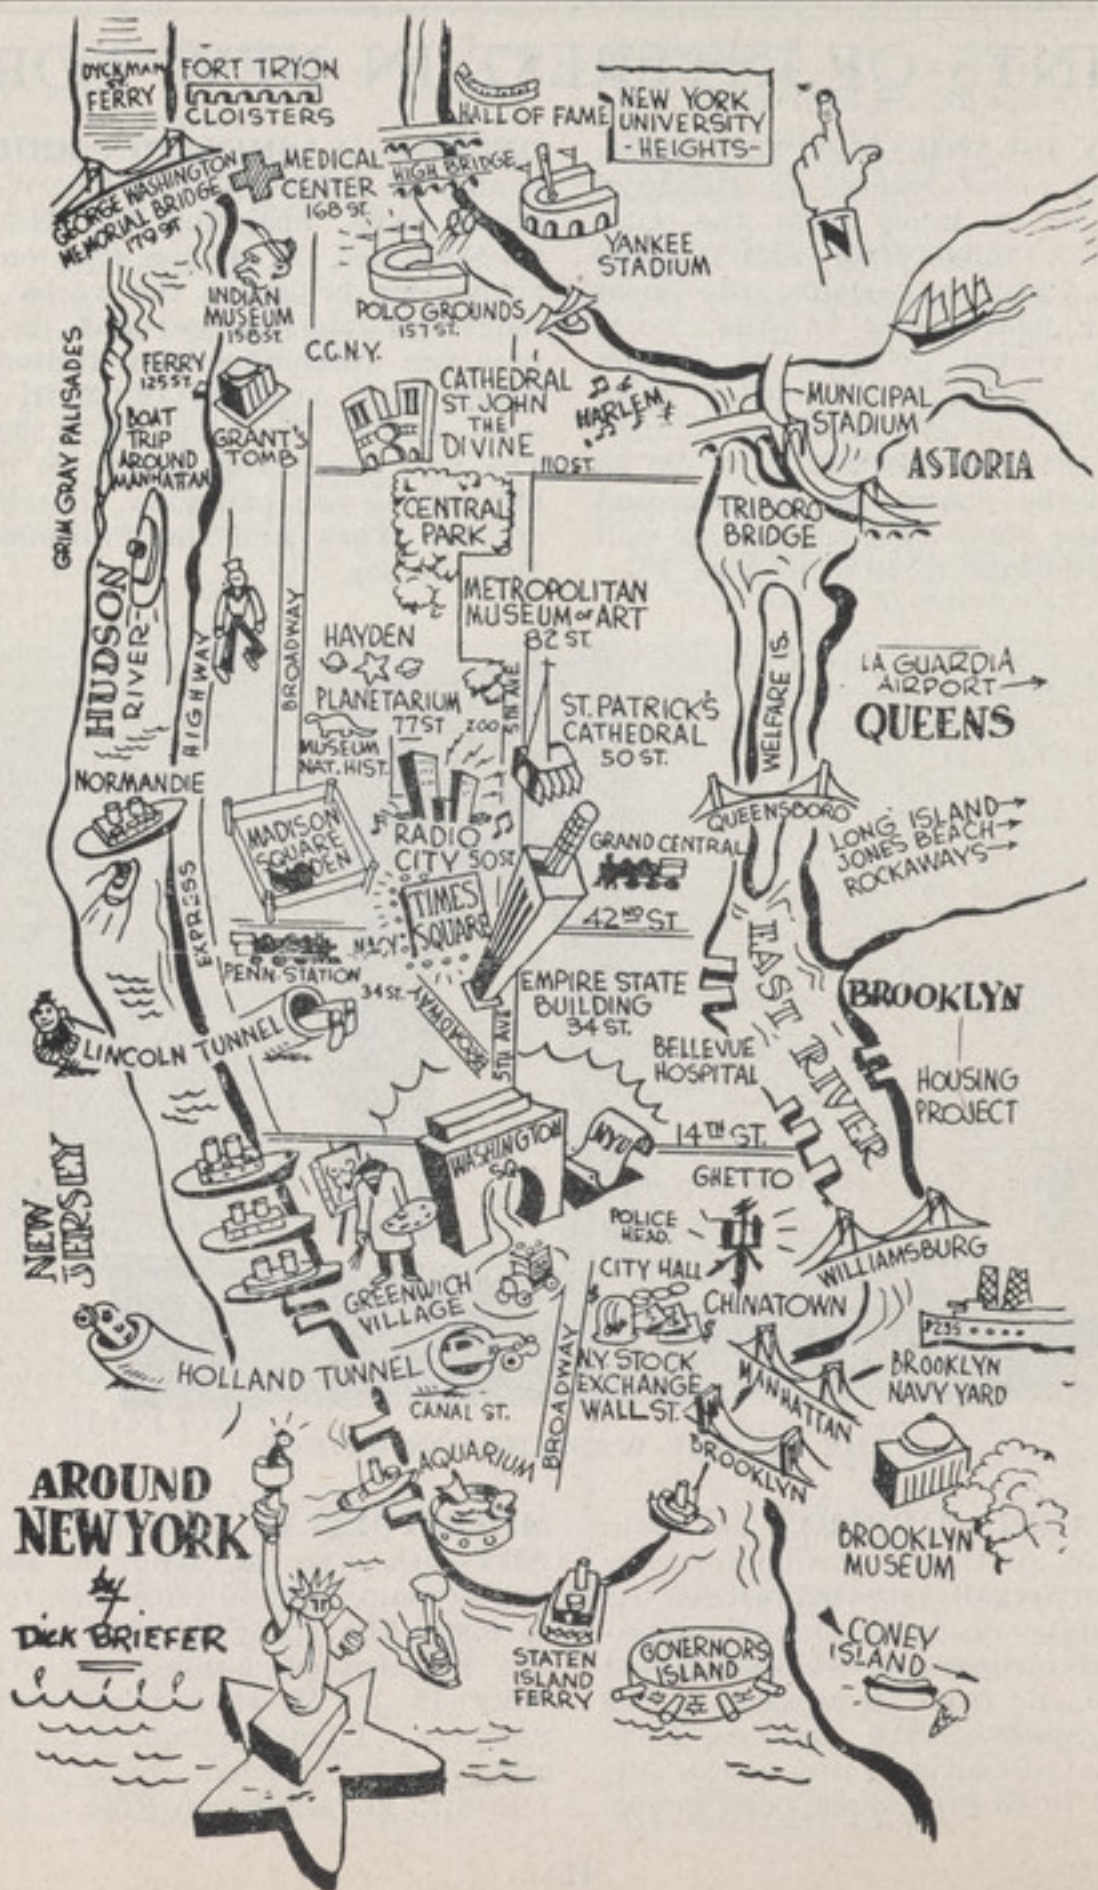 DYCKMAN
ST
FERRY
FORT TRYON
CLOISTERS
HALL OF FAME
NEW YORK
UNIVERSITY
-HEIGHTS-
GEORGE WASHINGTON
MEMORIAL BRIDGE
179 ST
MEDICAL
CENTER
168 ST.
HIGH BRIDGE
YANKEE
STADIUM
N
INDIAN
MUSEUM
158 ST.
POLO GROUNDS
157 ST.
C.C.N.Y.
GRIM GRAY PALISADES
FERRY
125 ST.
GRANT'S
TOMB
BOAT
TRIP
AROUND
MANHATTAN
CATHEDRAL
ST. JOHN
THE
DIVINE
HARLEM
MUNICIPAL
STADIUM
ASTORIA
110 ST.
CENTRAL
PARK
TRIBORO
BRIDGE
HUDSON
RIVER
HIGHWAY
BROADWAY
METROPOLITAN
MUSEUM of ART
82 ST.
HAYDEN
PLANETARIUM
77 ST
MUSEUM
NAT. HIST.
ZOO
5TH AVE
ST. PATRICK'S
CATHEDRAL
50 ST.
WELFARE IS.
LA GUARDIA
AIRPORT
QUEENS
NORMANDIE
MADISON
SQUARE
GARDEN
RADIO
CITY 50 ST.
GRAND CENTRAL
QUEENSBORO
LONG ISLAND
JONES BEACH
ROCKAWAYS
EXPRESS
TIMES
SQUARE
42ND ST
PENN-STATION
MACY'S
34 ST.
BROADWAY
5TH AVE
EMPIRE STATE
BUILDING
34 ST.
EAST RIVER
BROOKLYN
HOUSING
PROJECT
LINCOLN TUNNEL
BELLEVUE
HOSPITAL
NEW
JERSEY
WASHINGTON
SQ
NYU
14TH ST.
GHETTO
POLICE
HEAD.
CITY HALL
WILLIAMSBURG
GREENWICH
VILLAGE
$
CHINATOWN
$
P295
HOLLAND TUNNEL
CANAL ST.
BROADWAY
N.Y. STOCK
EXCHANGE
WALL ST.
MANHATTAN
BROOKLYN
NAVY YARD
BROOKLYN
AQUARIUM
BROOKLYN
MUSEUM
AROUND
NEW YORK
by
DICK BRIEFER
STATEN
ISLAND
FERRY
GOVERNORS
ISLAND
CONEY
ISLAND